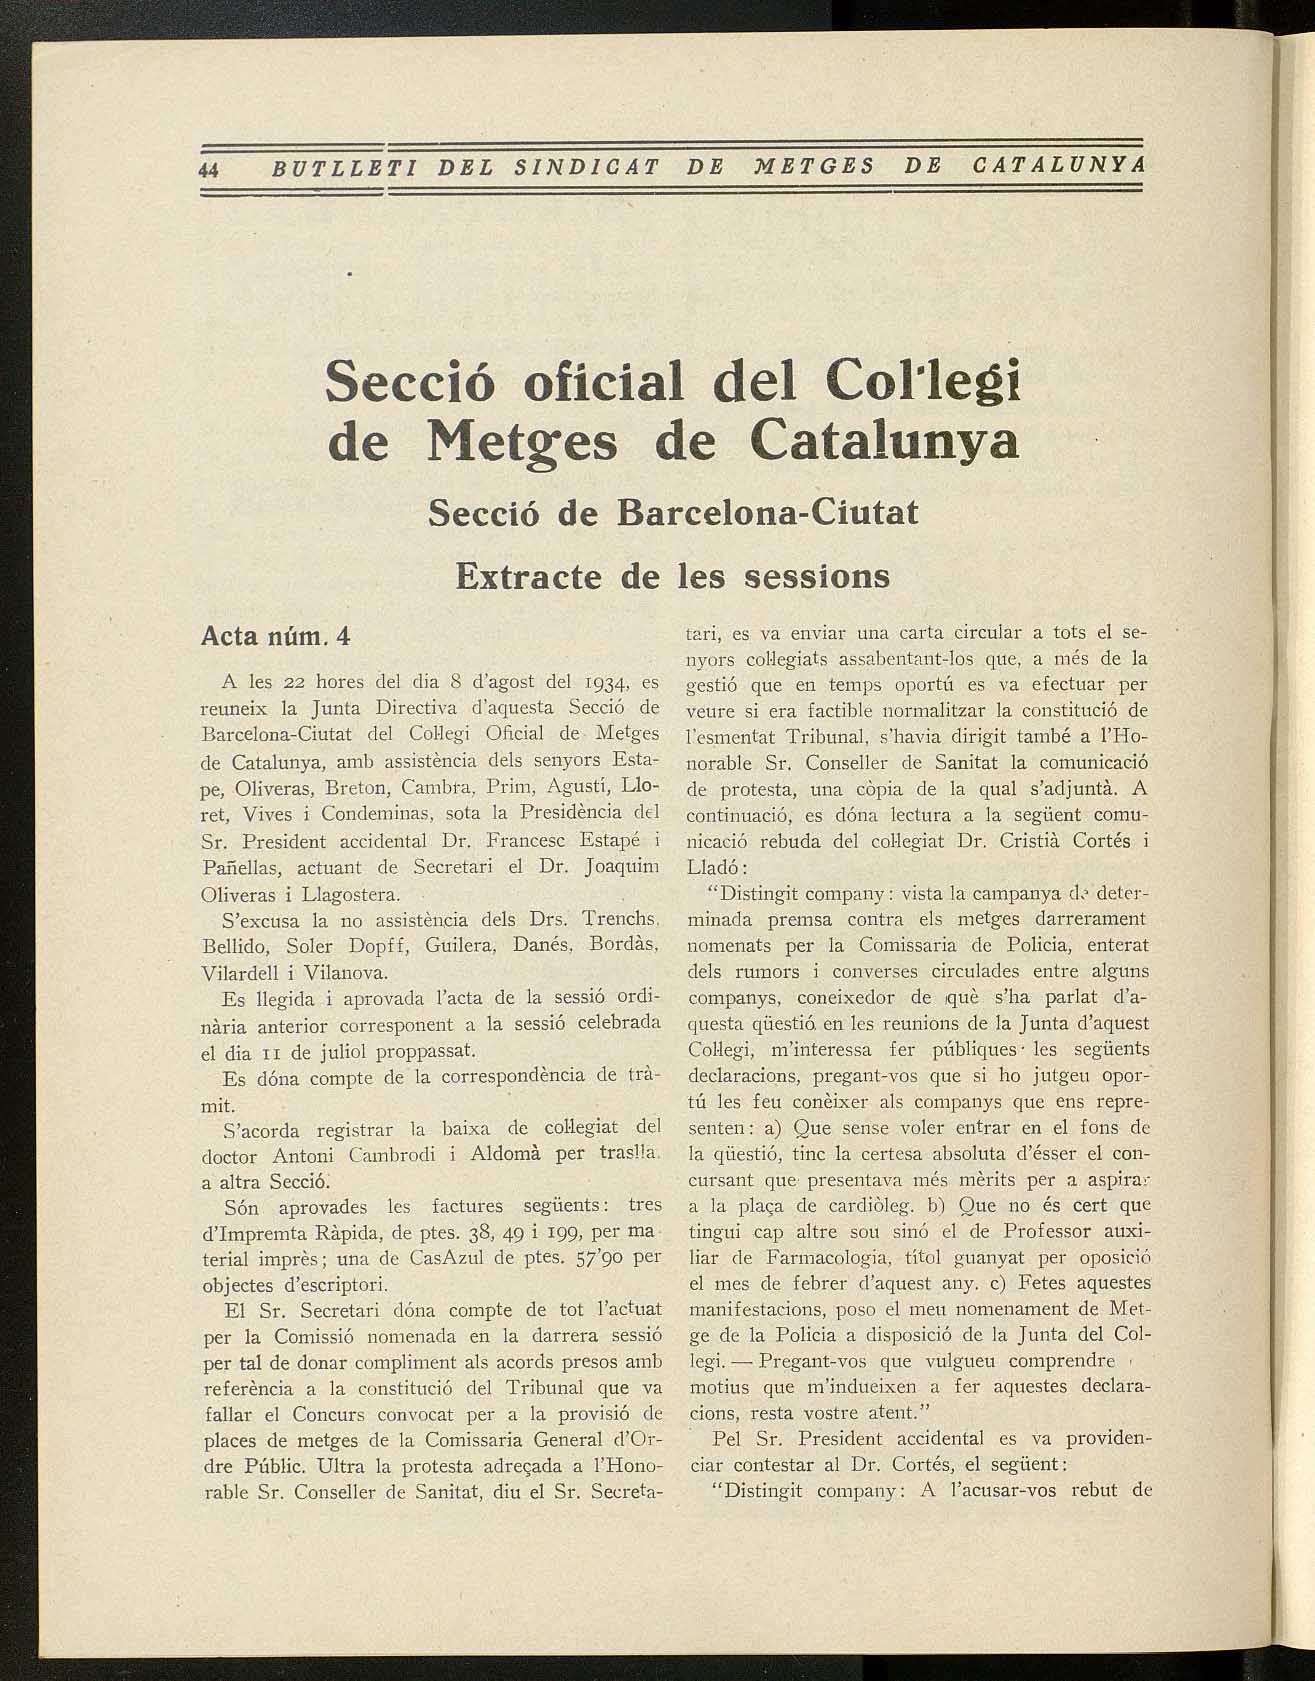 44 BUTLLETI DEL SINDICAT DE METGES DE CATALUNYA
Secció oficial del Col·legi
de Metges de Catalunya
Secció de Barcelona-Ciutat
Extracte de les sessions
Acta núm. 4
A les 22 hores del dia 8 d'agost del 1934, es
reuneix la Junta Directiva d'aquesta Secció de
Barcelona-Ciutat del Col·legi Oficial de Metges
de Catalunya, amb assistència dels senyors Esta-
pe, Oliveras, Breton, Cambra, Prim, Agustí, Llo-
ret, Vives i Condeminas, sota la Presidència del
Sr. President accidental Dr. Francesc Estapé i
Pañellas, actuant de Secretari el Dr. Joaquim
Oliveras i Llagostera.
S'excusa la no assistència dels Drs. Trenchs,
Bellido, Soler Dopff, Guilera, Danés, Bordàs,
Vilardell i Vilanova.
Es llegida i aprovada l'acta de la sessió ordi-
nària anterior corresponent a la sessió celebrada
el dia 11 de juliol proppassat.
Es dóna compte de la correspondència de trà-
mit.
S'acorda registrar la baixa de col·legiat del
doctor Antoni Cambrodi i Aldomà per traslla.
a altra Secció.
Són aprovades les factures següents: tres
d'Impremta Ràpida, de ptes. 38, 49 i 199, per ma
terial imprès; una de CasAzul de ptes. 57'90 per
objectes d'escriptori.
El Sr. Secretari dóna compte de tot l'actuat
per la Comissió nomenada en la darrera sessió
per tal de donar compliment als acords presos amb
referència a la constitució del Tribunal que va
fallar el Concurs convocat per a la provisió de
places de metges de la Comissaria General d'Or-
dre Públic. Ultra la protesta adreçada a l'Hono-
rable Sr. Conseller de Sanitat, diu el Sr. Secreta-
tari, es va enviar una carta circular a tots el se-
nyors col·legiats assabentant-los que, a més de la
gestió que en temps oportú es va efectuar per
veure si era factible normalitzar la constitució de
l'esmentat Tribunal, s'havia dirigit també a l'Ho-
norable Sr. Conseller de Sanitat la comunicació
de protesta, una còpia de la qual s'adjuntà. A
continuació, es dóna lectura a la següent comu-
nicació rebuda del col·legiat Dr. Cristià Cortés i
Lladó:
"Distingit company: vista la campanya de deter-
minada premsa contra els metges darrerament
nomenats per la Comissaria de Policia, enterat
dels rumors i converses circulades entre alguns
companys, coneixedor de què s'ha parlat d'a-
questa qüestió en les reunions de la Junta d'aquest
Col·legi, m'interessa fer públiques les següents
declaracions, pregant-vos que si ho jutgeu opor-
tú les feu conèixer als companys que ens repre-
senten: a) Que sense voler entrar en el fons de
la qüestió, tinc la certesa absoluta d'ésser el con-
cursant que presentava més mèrits per a aspirar
a la plaça de cardiòleg. b) Que no és cert que
tingui cap altre sou sinó el de Professor auxi-
liar de Farmacologia, títol guanyat per oposició
el mes de febrer d'aquest any. c) Fetes aquestes
manifestacions, poso el meu nomenament de Met-
ge de la Policia a disposició de la Junta del Col-
legi. — Pregant-vos que vulgueu comprendre
motius que m'indueixen a fer aquestes declara-
cions, resta vostre atent."
Pel Sr. President accidental es va providen-
ciar contestar al Dr. Cortés, el següent:
"Distingit company: A l'acusar-vos rebut de